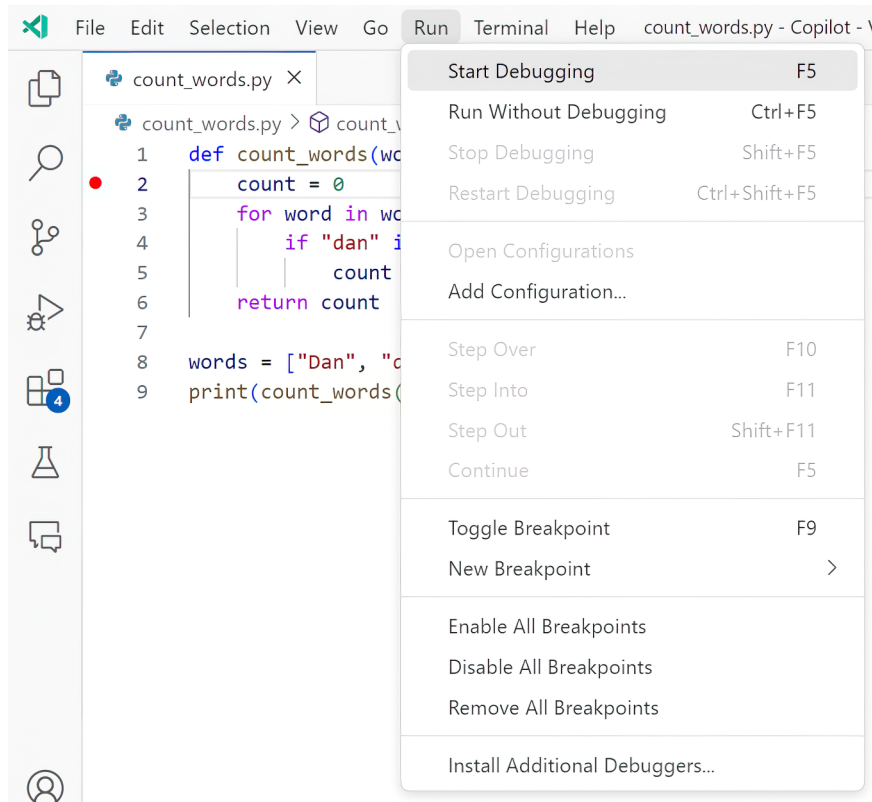 File Edit Selection View Go Run Terminal Help count_words.py - Copilot -
count_words.py
count_words.py
1 def count_words(
2 count = 0
3 for word in
4 if "dan"
5 count
6 return count
7
8 words = ["Dan", "
9 print(count_words(
4
Start Debugging F5
Run Without Debugging Ctrl+F5
Stop Debugging Shift+F5
Restart Debugging Ctrl+Shift+F5
Open Configurations
Add Configuration...
Step Over F10
Step Into F11
Step Out Shift+F11
Continue F5
Toggle Breakpoint F9
New Breakpoint
Enable All Breakpoints
Disable All Breakpoints
Remove All Breakpoints
Install Additional Debuggers...